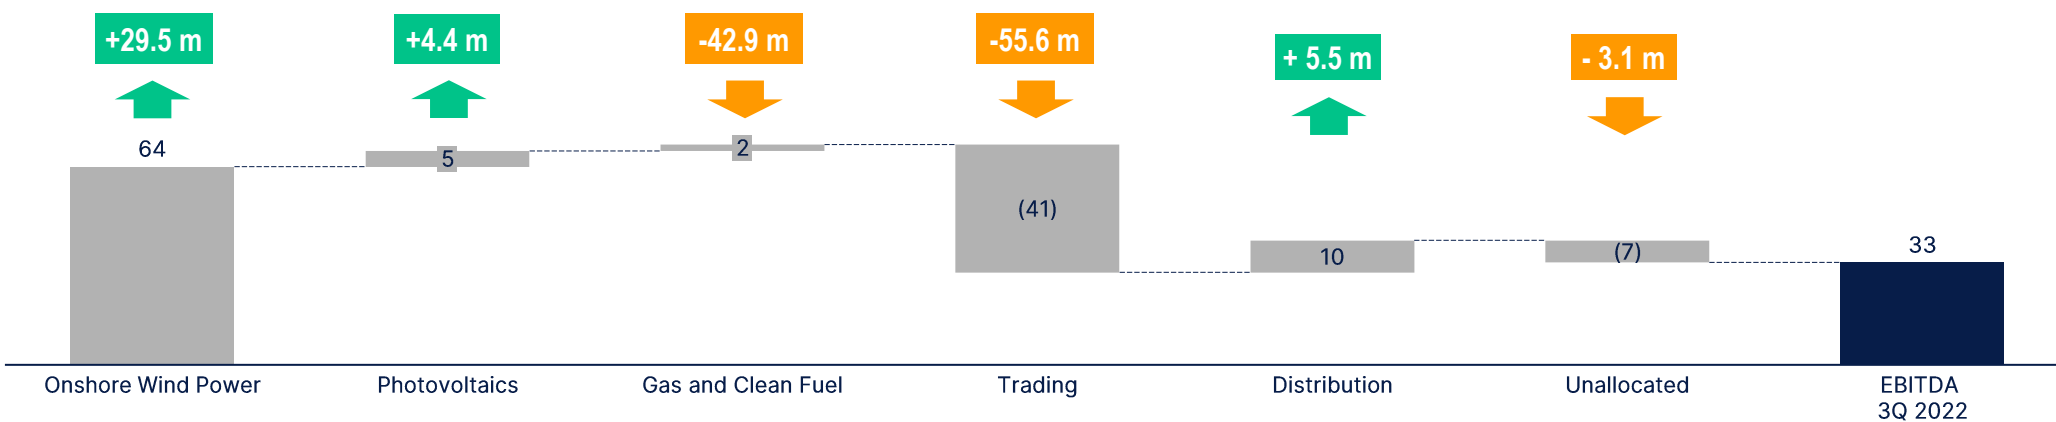 +29.5 m
+4.4 m
-42.9 m
-55.6 m
+ 5.5 m
- 3.1 m
64
5
2
(41)
10
(7)
33
Onshore Wind Power
Photovoltaics
Gas and Clean Fuel
Trading
Distribution
Unallocated
EBITDA
3Q 2022